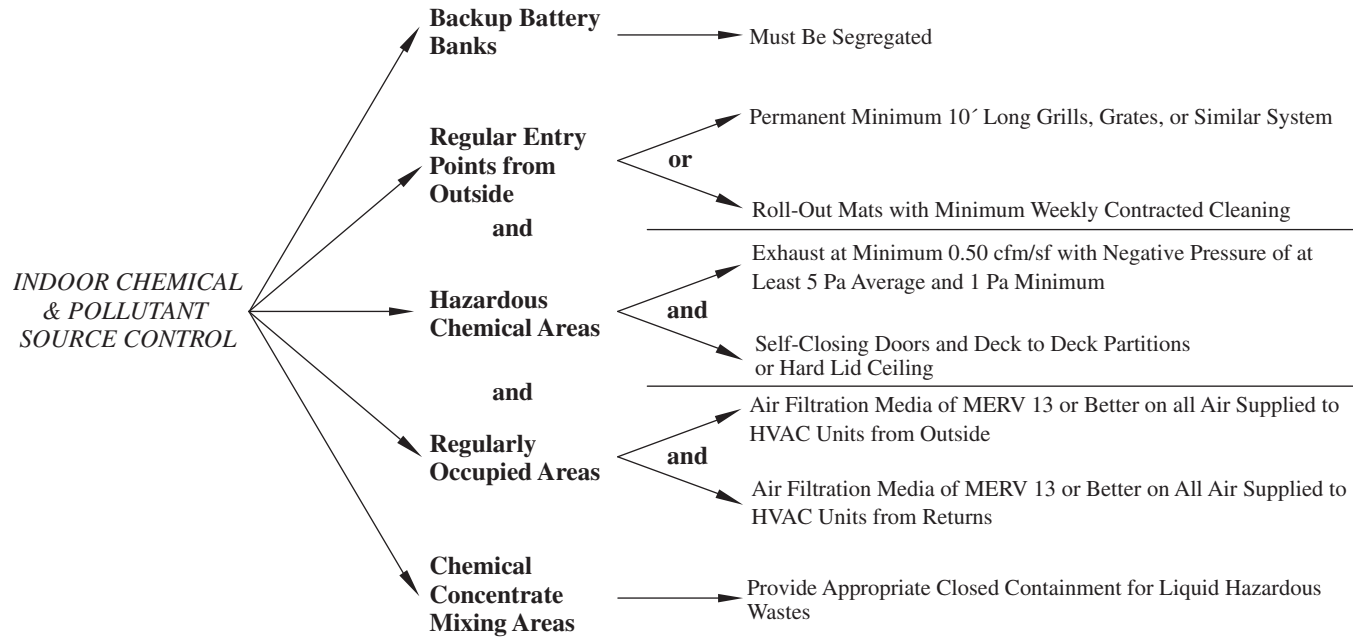 Backup Battery
Banks
Must Be Segregated
Regular Entry
Points from
Outside
or
Permanent Minimum 10´ Long Grills, Grates, or Similar System
Roll-Out Mats with Minimum Weekly Contracted Cleaning
and
INDOOR CHEMICAL
& POLLUTANT
SOURCE CONTROL
Hazardous
Chemical Areas
and
Exhaust at Minimum 0.50 cfm/sf with Negative Pressure of at
Least 5 Pa Average and 1 Pa Minimum
Self-Closing Doors and Deck to Deck Partitions
or Hard Lid Ceiling
and
Regularly
Occupied Areas
and
Air Filtration Media of MERV 13 or Better on all Air Supplied to
HVAC Units from Outside
Air Filtration Media of MERV 13 or Better on All Air Supplied to
HVAC Units from Returns
Chemical
Concentrate
Mixing Areas
Provide Appropriate Closed Containment for Liquid Hazardous
Wastes